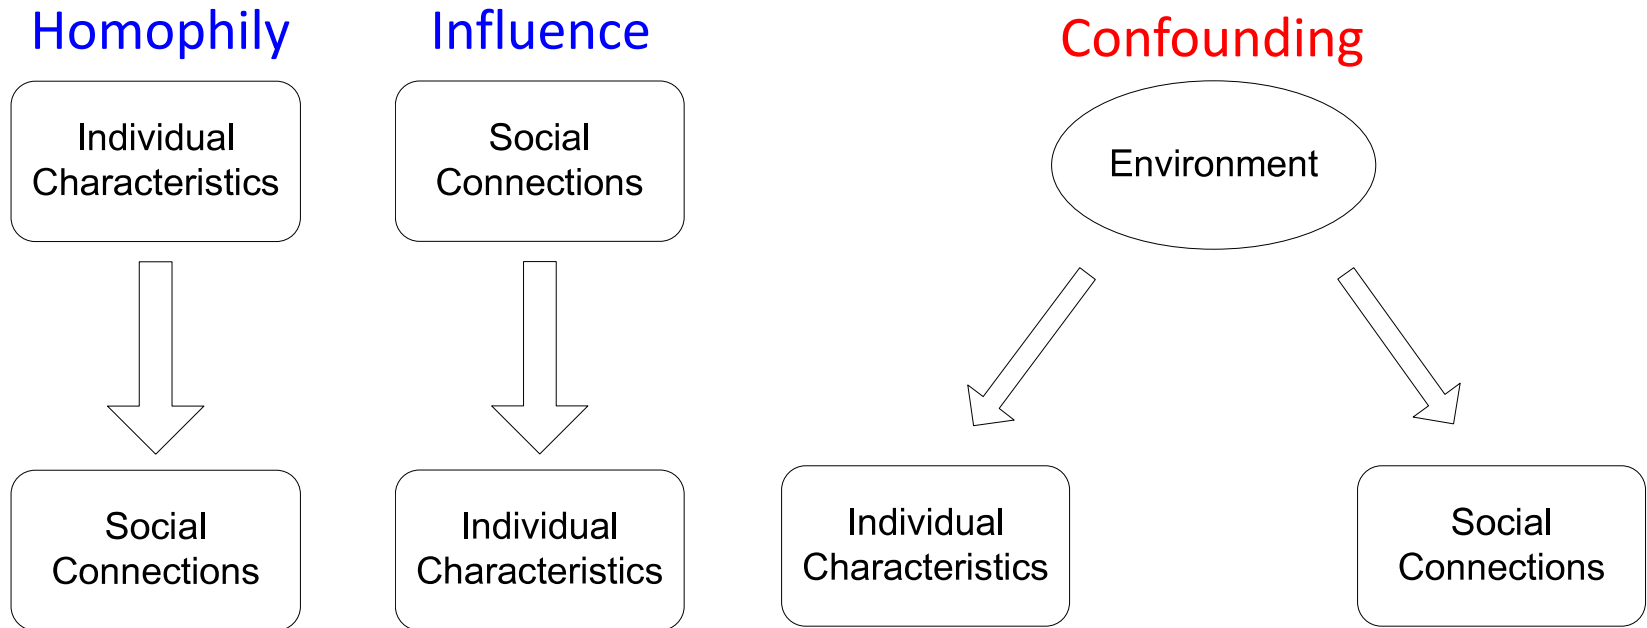 Homophily
Individual
Characteristics
Social
Connections
Influence
Social
Connections
Individual
Characteristics
Confounding
Environment
Individual
Characteristics
Social
Connections